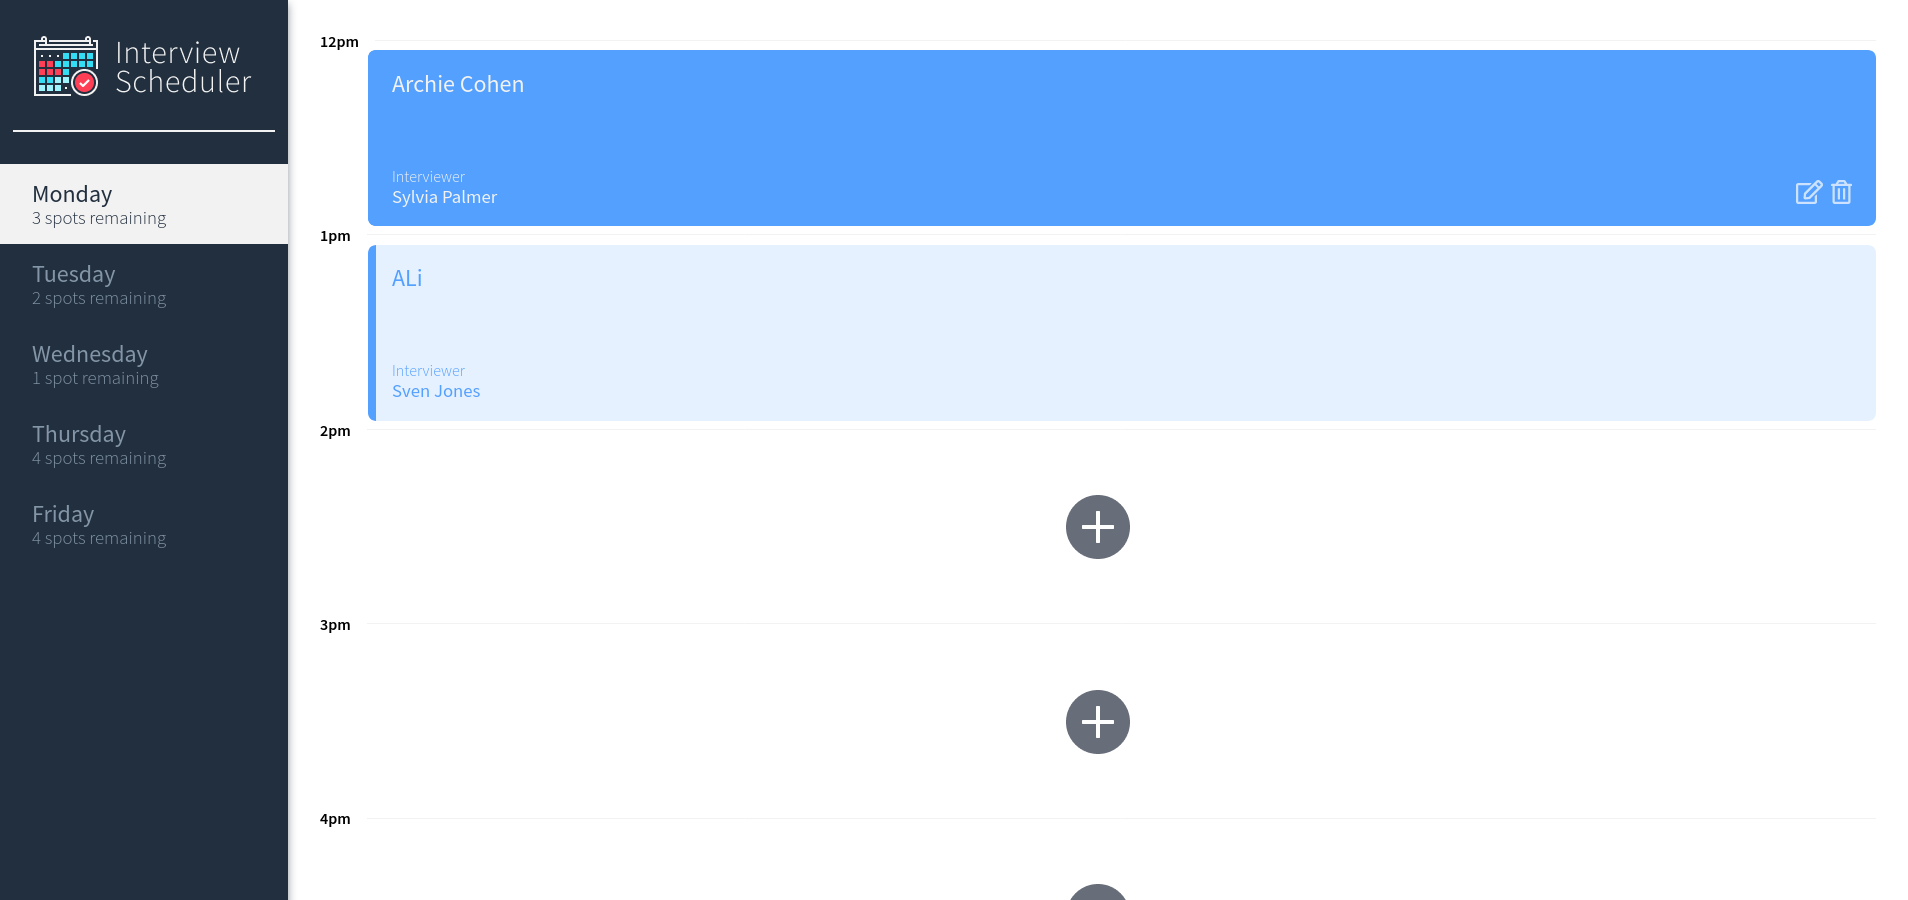 Interview
Scheduler
Monday
3 spots remaining
Tuesday
2 spots remaining
Wednesday
1 spot remaining
Thursday
4 spots remaining
Friday
4 spots remaining
12pm
Archie Cohen
Interviewer
Sylvia Palmer
1pm
ALi
Interviewer
Sven Jones
2pm
3pm
4pm